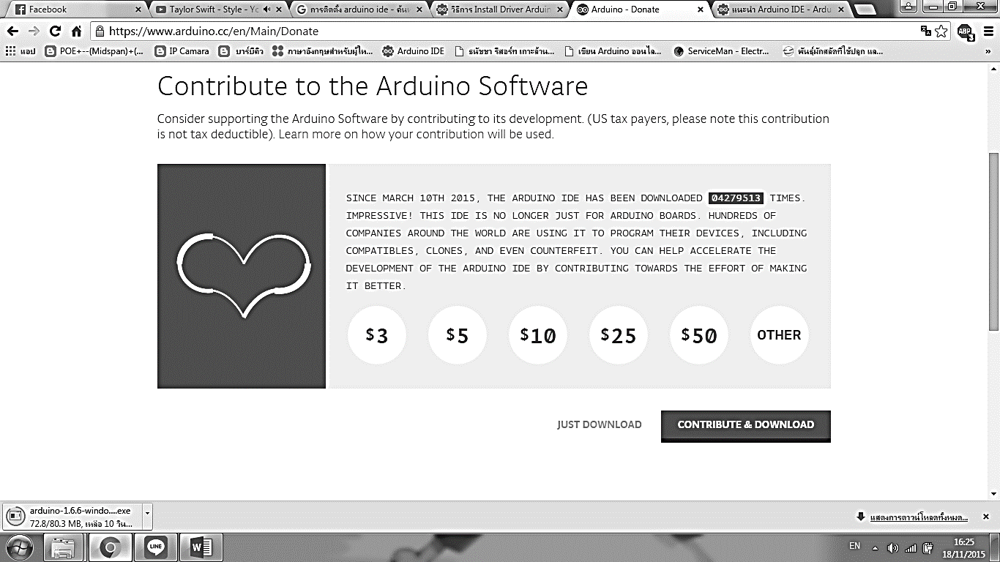 Facebook
Taylor Swift - Style - Yo
การติดตั้ง arduino ide - ค้น
วิธีการ Install Driver Arduin
Arduino - Donate
แนะนำ Arduino IDE - Ardu
https://www.arduino.cc/en/Main/Donate
ABP
3
แอป
POE+--(Midspan)+(...
IP Camara
บาร์บีคิว
ภาษาอังกฤษสำหรับผู้ให...
Arduino IDE
ธนัชชา รีสอร์ท เกาะล้าน...
เขียน Arduino ออนไล...
ServiceMan - Electr...
พันธุ์ผักสลัดที่ใช้ปลูก แล...
»
Contribute to the Arduino Software
Consider supporting the Arduino Software by contributing to its development. (US tax payers, please note this contribution
is not tax deductible). Learn more on how your contribution will be used.
SINCE MARCH 10TH 2015, THE ARDUINO IDE HAS BEEN DOWNLOADED 04279513 TIMES.
IMPRESSIVE! THIS IDE IS NO LONGER JUST FOR ARDUINO BOARDS. HUNDREDS OF
COMPANIES AROUND THE WORLD ARE USING IT TO PROGRAM THEIR DEVICES, INCLUDING
COMPATIBLES, CLONES, AND EVEN COUNTERFEIT. YOU CAN HELP ACCELERATE THE
DEVELOPMENT OF THE ARDUINO IDE BY CONTRIBUTING TOWARDS THE EFFORT OF MAKING
IT BETTER.
$3 $5 $10 $25 $50 OTHER
JUST DOWNLOAD
CONTRIBUTE & DOWNLOAD
arduino-1.6.6-windo....exe
72.8/80.3 MB, เหลือ 10 วิน...
แสดงการดาวน์โหลดทั้งหมด...
LINE
W
EN
16:25
18/11/2015